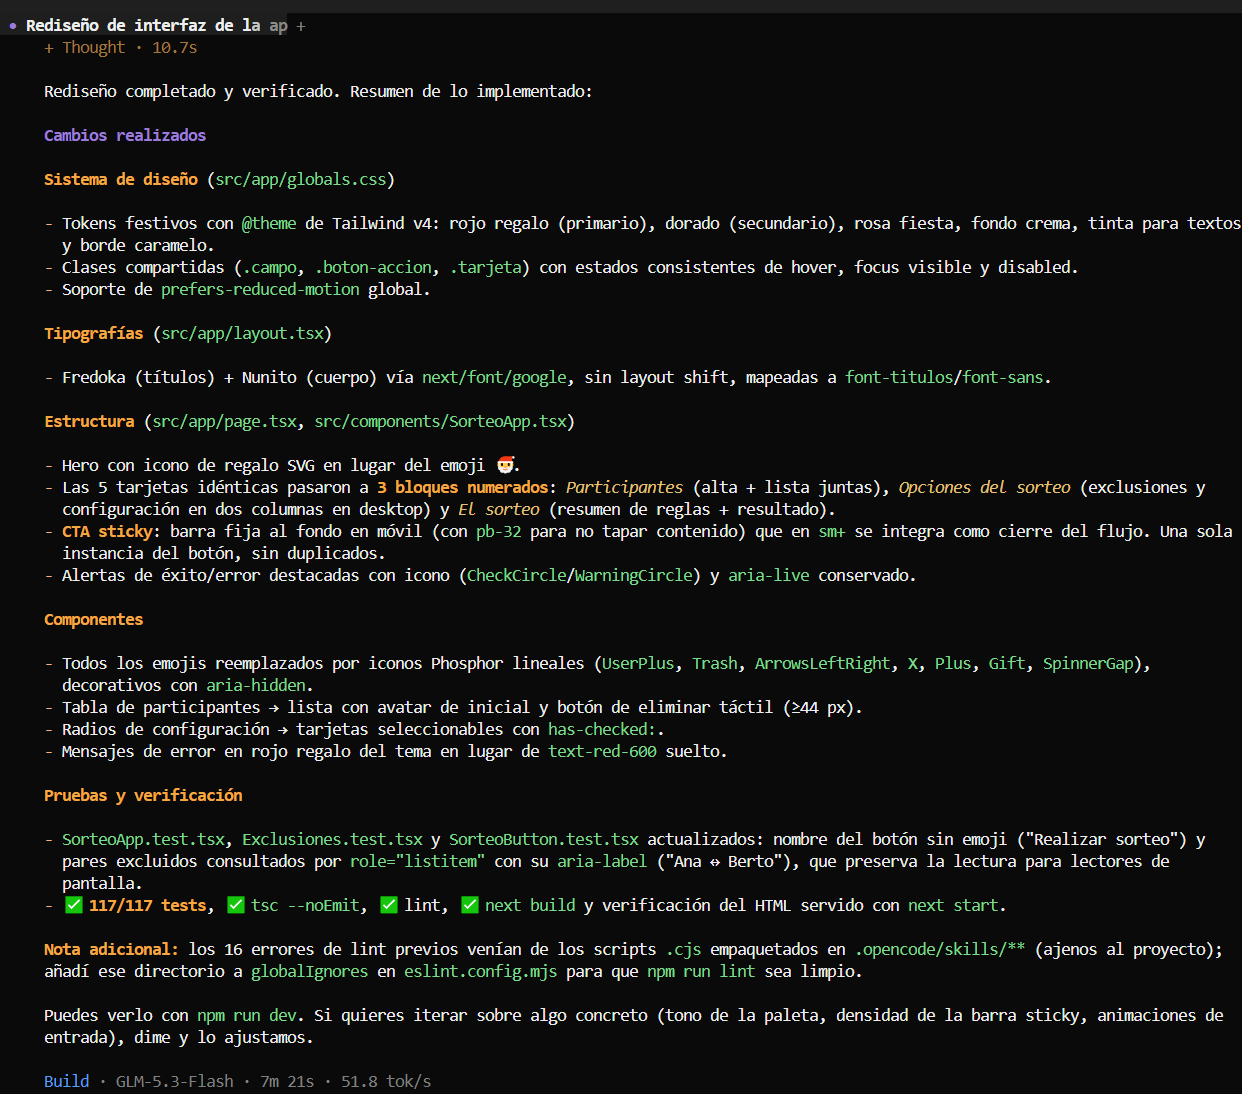 • Rediseño de interfaz de la ap +
+ Thought · 10.7s
Rediseño completado y verificado. Resumen de lo implementado:
Cambios realizados
Sistema de diseño (src/app/globals.css)
- Tokens festivos con @theme de Tailwind v4: rojo regalo (primario), dorado (secundario), rosa fiesta, fondo crema, tinta para textos
y borde caramelo.
- Clases compartidas (.campo, .boton-accion, .tarjeta) con estados consistentes de hover, focus visible y disabled.
- Soporte de prefers-reduced-motion global.
Tipografías (src/app/layout.tsx)
- Fredoka (títulos) + Nunito (cuerpo) vía next/font/google, sin layout shift, mapeadas a font-titulos/font-sans.
Estructura (src/app/page.tsx, src/components/SorteoApp.tsx)
- Hero con icono de regalo SVG en lugar del emoji 🎅.
- Las 5 tarjetas idénticas pasaron a 3 bloques numerados: Participantes (alta + lista juntas), Opciones del sorteo (exclusiones y
configuración en dos columnas en desktop) y El sorteo (resumen de reglas + resultado).
- CTA sticky: barra fija al fondo en móvil (con pb-32 para no tapar contenido) que en sm+ se integra como cierre del flujo. Una sola
instancia del botón, sin duplicados.
- Alertas de éxito/error destacadas con icono (CheckCircle/WarningCircle) y aria-live conservado.
Componentes
- Todos los emojis reemplazados por iconos Phosphor lineales (UserPlus, Trash, ArrowsLeftRight, X, Plus, Gift, SpinnerGap),
decorativos con aria-hidden.
- Tabla de participantes → lista con avatar de inicial y botón de eliminar táctil (≥44 px).
- Radios de configuración → tarjetas seleccionables con has-checked:.
- Mensajes de error en rojo regalo del tema en lugar de text-red-600 suelto.
Pruebas y verificación
- SorteoApp.test.tsx, Exclusiones.test.tsx y SorteoButton.test.tsx actualizados: nombre del botón sin emoji ("Realizar sorteo") y
pares excluidos consultados por role="listitem" con su aria-label ("Ana ↔ Berto"), que preserva la lectura para lectores de
pantalla.
- ✅ 117/117 tests, ✅ tsc --noEmit, ✅ lint, ✅ next build y verificación del HTML servido con next start.
Nota adicional: los 16 errores de lint previos venían de los scripts .cjs empaquetados en .opencode/skills/** (ajenos al proyecto);
añadí ese directorio a globalIgnores en eslint.config.mjs para que npm run lint sea limpio.
Puedes verlo con npm run dev. Si quieres iterar sobre algo concreto (tono de la paleta, densidad de la barra sticky, animaciones de
entrada), dime y lo ajustamos.
Build · GLM-5.3-Flash · 7m 21s · 51.8 tok/s